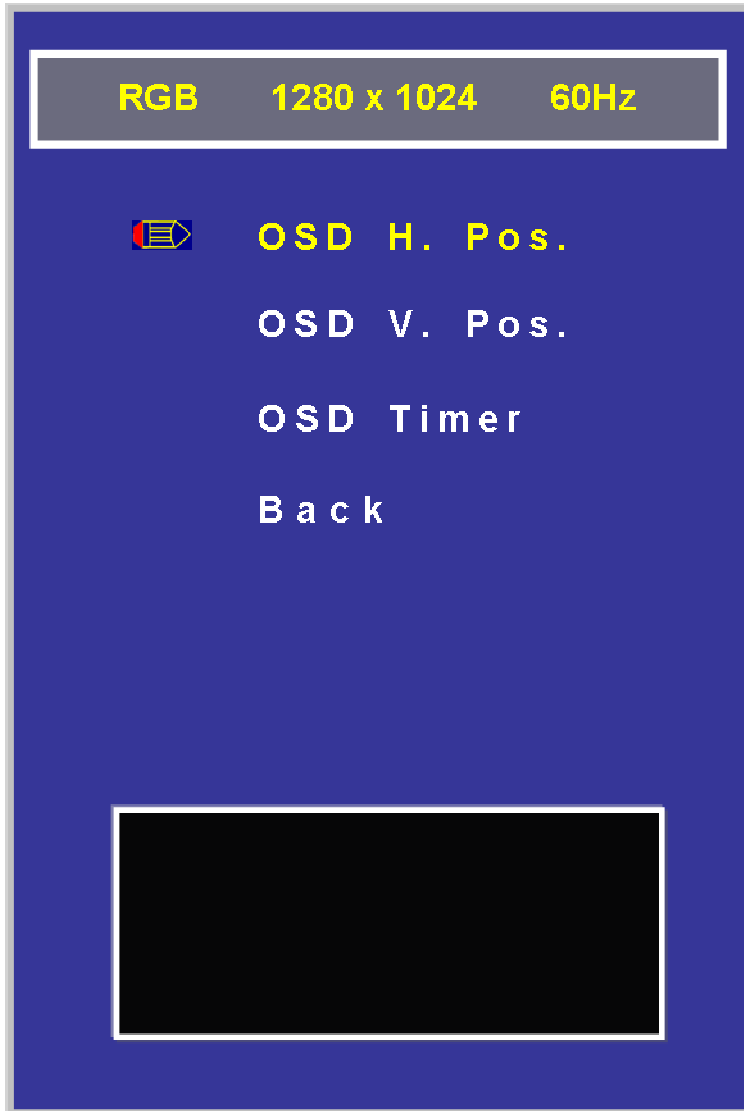 RGB 1280 x 1024 60Hz
OSD H. Pos.
OSD V. Pos.
OSD Timer
Back